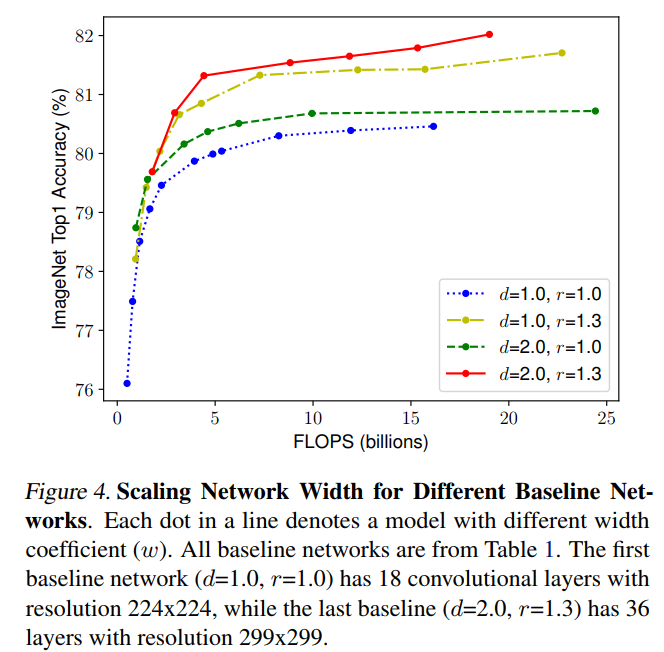 82
81
80
79
78
77
76
ImageNet Top1 Accuracy (%)
d=1.0, r=1.0
d=1.0, r=1.3
d=2.0, r=1.0
d=2.0, r=1.3
0 5 10 15 20 25
FLOPS (billions)
Figure 4. Scaling Network Width for Different Baseline Net-
works. Each dot in a line denotes a model with different width
coefficient (w). All baseline networks are from Table 1. The first
baseline network (d=1.0, r=1.0) has 18 convolutional layers with
resolution 224x224, while the last baseline (d=2.0, r=1.3) has 36
layers with resolution 299x299.